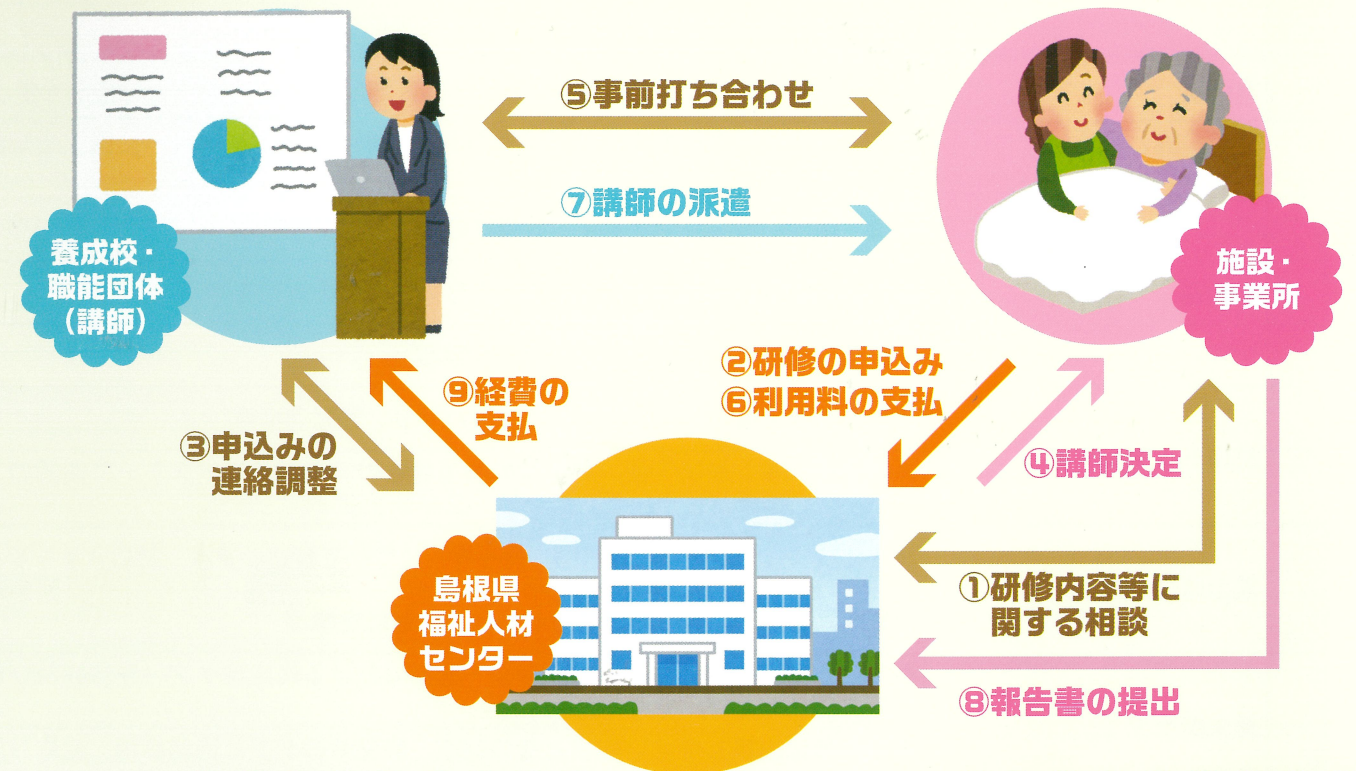 ⑤事前打ち合わせ
⑦講師の派遣
養成校・
職能団体
（講師）
施設・
事業所
②研修の申込み
⑥利用料の支払
⑨経費の
支払
③申込みの
連絡調整
④講師決定
島根県
福祉人材
センター
①研修内容等に
関する相談
⑧報告書の提出